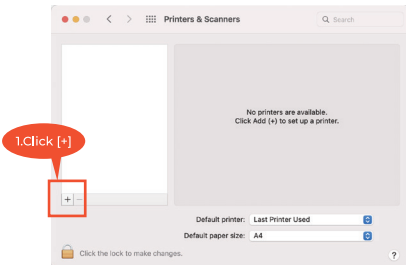 Printers & Scanners
Search
No printers are available.
Click Add (+) to set up a printer.
1.Click [+]
+ −
Default printer: Last Printer Used
Default paper size: A4
Click the lock to make changes.
?